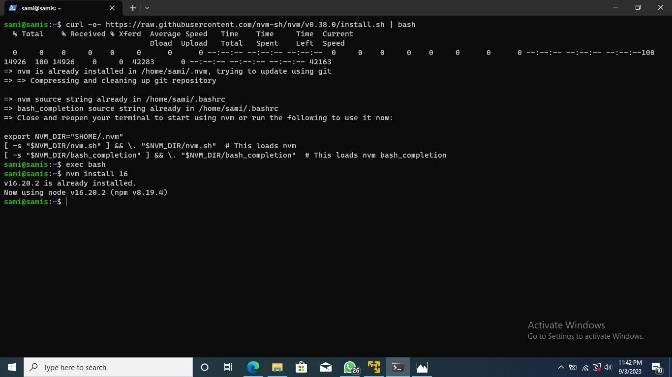 sami@samis: ~
sami@samis:~$ curl -o- https://raw.githubusercontent.com/nvm-sh/nvm/v0.38.0/install.sh | bash
% Total % Received % Xferd Average Speed Time Time Time Current
Dload Upload Total Spent Left Speed
0 0 0 0 0 0 0 0 --:--:-- --:--:-- --:--:-- 0 0 0 0 0 0 0 0 --:--:-- --:--:-- --:--:--100
14926 100 14926 0 0 42283 0 --:--:-- --:--:-- --:--:-- 42163
=> nvm is already installed in /home/sami/.nvm, trying to update using git
=> => Compressing and cleaning up git repository
=> nvm source string already in /home/sami/.bashrc
=> bash_completion source string already in /home/sami/.bashrc
=> Close and reopen your terminal to start using nvm or run the following to use it now:
export NVM_DIR="$HOME/.nvm"
[ -s "$NVM_DIR/nvm.sh" ] && \. "$NVM_DIR/nvm.sh" # This loads nvm
[ -s "$NVM_DIR/bash_completion" ] && \. "$NVM_DIR/bash_completion" # This loads nvm bash_completion
sami@samis:~$ exec bash
sami@samis:~$ nvm install 16
v16.20.2 is already installed.
Now using node v16.20.2 (npm v8.19.4)
sami@samis:~$
Activate Windows
Go to Settings to activate Windows.
Type here to search
26
11:42 PM
9/3/2023